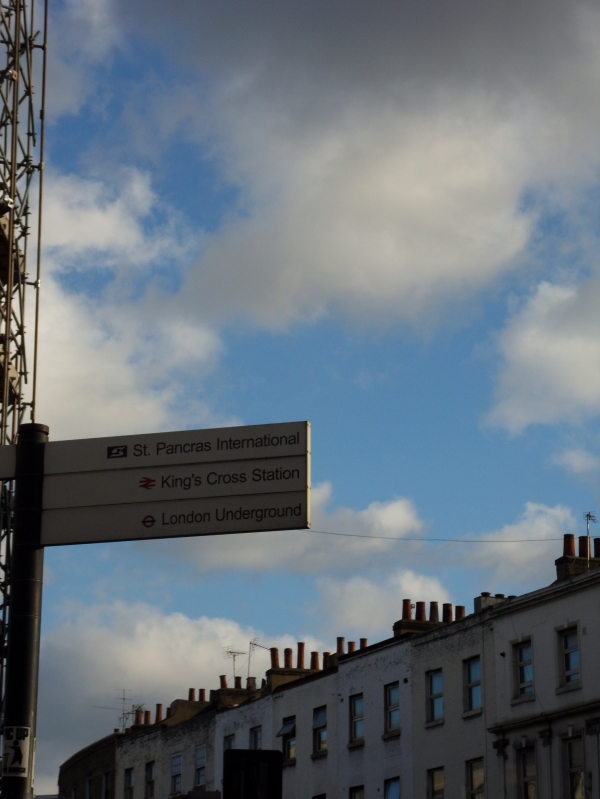 St. Pancras International
King's Cross Station
London Underground